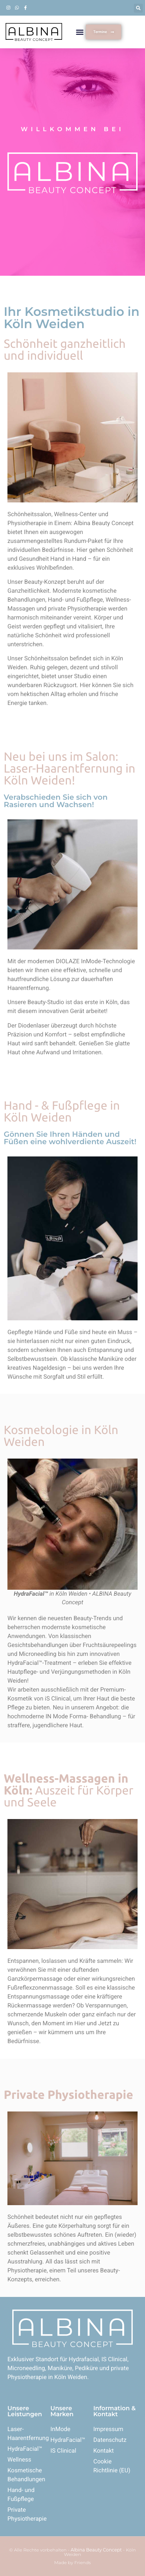 ALBINA
BEAUTY CONCEPT
Termine
WILLKOMMEN BEI
ALBINA
BEAUTY CONCEPT
Ihr Kosmetikstudio in
Köln Weiden
Schönheit ganzheitlich
und individuell
Schönheitssalon, Wellness-Center und
Physiotherapie in Einem: Albina Beauty Concept
bietet Ihnen ein ausgewogen
zusammengestelltes Rundum-Paket für Ihre
individuellen Bedürfnisse. Hier gehen Schönheit
und Gesundheit Hand in Hand – für ein
exklusives Wohlbefinden.
Unser Beauty-Konzept beruht auf der
Ganzheitlichkeit. Moderate kosmetische
Behandlungen, Hand- und Fußpflege, Wellness-
Massagen und private Physiotherapie werden
harmonisch miteinander vereint. Körper und
Geist werden gepflegt und vitalisiert, Ihre
natürliche Schönheit wird professionell
unterstrichen.
Unser Schönheitssalon befindet sich in Köln
Weiden. Ruhig gelegen, dezent und stilvoll
eingerichtet, bietet unser Studio einen
wunderbaren Rückzugsort. Hier können Sie sich
vom hektischen Alltag erholen und frische
Energie tanken.
Neu bei uns im Salon:
Laser-Haarentfernung in
Köln Weiden!
Verabschieden Sie sich von
Rasieren und Wachsen!
Mit der modernen DIOLAZE InMode-Technologie
bieten wir Ihnen eine effektive, schnelle und
hautfreundliche Lösung zur dauerhaften
Haarentfernung.
Unsere Beauty-Studio ist das erste in Köln, das
mit diesem innovativen Gerät arbeitet!
Der Diodenlaser überzeugt durch höchste
Präzision und Komfort – selbst empfindliche
Haut wird sanft behandelt. Genießen Sie glatte
Haut ohne Aufwand und Irritationen.
Hand - & Fußpflege in
Köln Weiden
Gönnen Sie Ihren Händen und
Füßen eine wohlverdiente Auszeit!
ALBINA
Gepflegte Hände und Füße sind heute ein Muss –
sie hinterlassen nicht nur einen guten Eindruck,
sondern schenken Ihnen auch Entspannung und
Selbstbewusstsein. Ob klassische Maniküre oder
kreatives Nageldesign – bei uns werden Ihre
Wünsche mit Sorgfalt und Stil erfüllt.
Kosmetologie in Köln
Weiden
HydraFacial™ in Köln Weiden • ALBINA Beauty
Concept
Wir kennen die neuesten Beauty-Trends und
beherrschen modernste kosmetische
Anwendungen. Von klassischen
Gesichtsbehandlungen über Fruchtsäurepeelings
und Microneedling bis hin zum innovativen
HydraFacial™-Treatment – erleben Sie effektive
Hautpflege- und Verjüngungsmethoden in Köln
Weiden!
Wir arbeiten ausschließlich mit der Premium-
Kosmetik von iS Clinical, um Ihrer Haut die beste
Pflege zu bieten. Neu in unserem Angebot: die
hochmoderne IN Mode Forma- Behandlung – für
straffere, jugendlichere Haut.
Wellness-Massagen in
Köln: Auszeit für Körper
und Seele
Entspannen, loslassen und Kräfte sammeln: Wir
verwöhnen Sie mit einer duftenden
Ganzkörpermassage oder einer wirkungsreichen
Fußreflexzonenmassage. Soll es eine klassische
Entspannungsmassage oder eine kräftigere
Rückenmassage werden? Ob Verspannungen,
schmerzende Muskeln oder ganz einfach nur der
Wunsch, den Moment im Hier und Jetzt zu
genießen – wir kümmern uns um Ihre
Bedürfnisse.
Private Physiotherapie
Schönheit bedeutet nicht nur ein gepflegtes
Äußeres. Eine gute Körperhaltung sorgt für ein
selbstbewusstes schönes Auftreten. Ein (wieder)
schmerzfreies, unabhängiges und aktives Leben
schenkt Gelassenheit und eine positive
Ausstrahlung. All das lässt sich mit
Physiotherapie, einem Teil unseres Beauty-
Konzepts, erreichen.
ALBINA
BEAUTY CONCEPT
Exklusiver Standort für Hydrafacial, IS Clinical,
Microneedling, Maniküre, Pediküre und private
Physiotherapie in Köln Weiden.
Unsere
Leistungen
Laser-
Haarentfernung
HydraFacial™
Wellness
Kosmetische
Behandlungen
Hand- und
Fußpflege
Private
Physiotherapie
Unsere
Marken
InMode
HydraFacial™
IS Clinical
Information &
Kontakt
Impressum
Datenschutz
Kontakt
Cookie
Richtlinie (EU)
Albina Beauty Concept